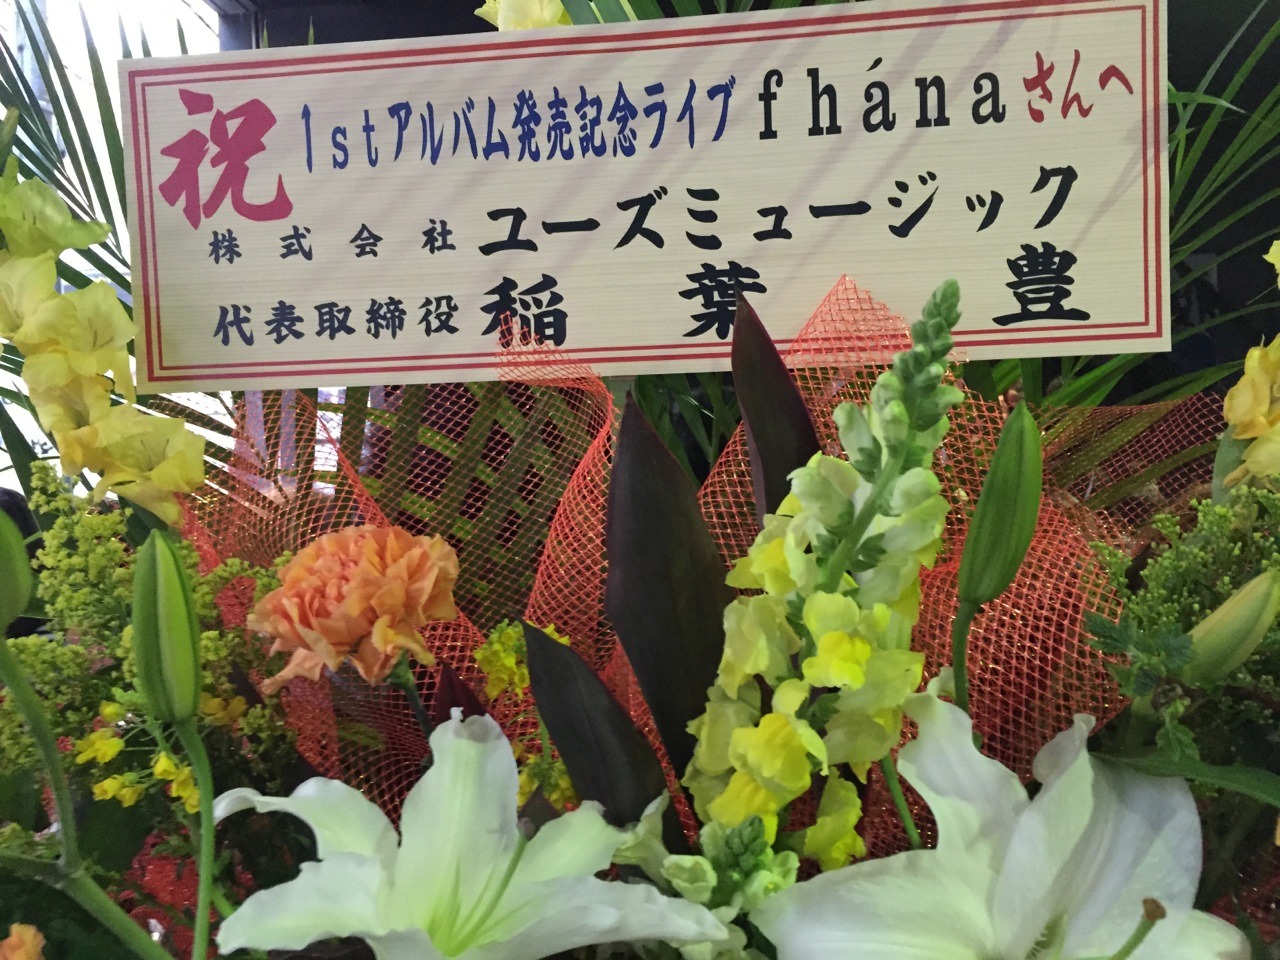 祝 1stアルバム発売記念ライブ fhánaさんへ
株式会社 ユーズミュージック
代表取締役 稲葉 豊